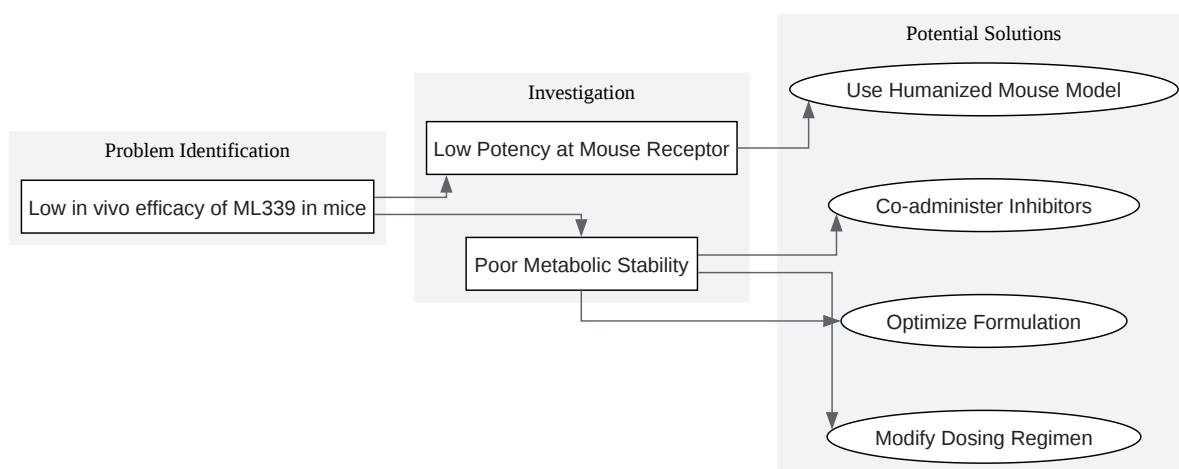 Problem Identification
Low in vivo efficacy of ML339 in mice
Investigation
Low Potency at Mouse Receptor
Poor Metabolic Stability
Potential Solutions
Use Humanized Mouse Model
Co-administer Inhibitors
Optimize Formulation
Modify Dosing Regimen